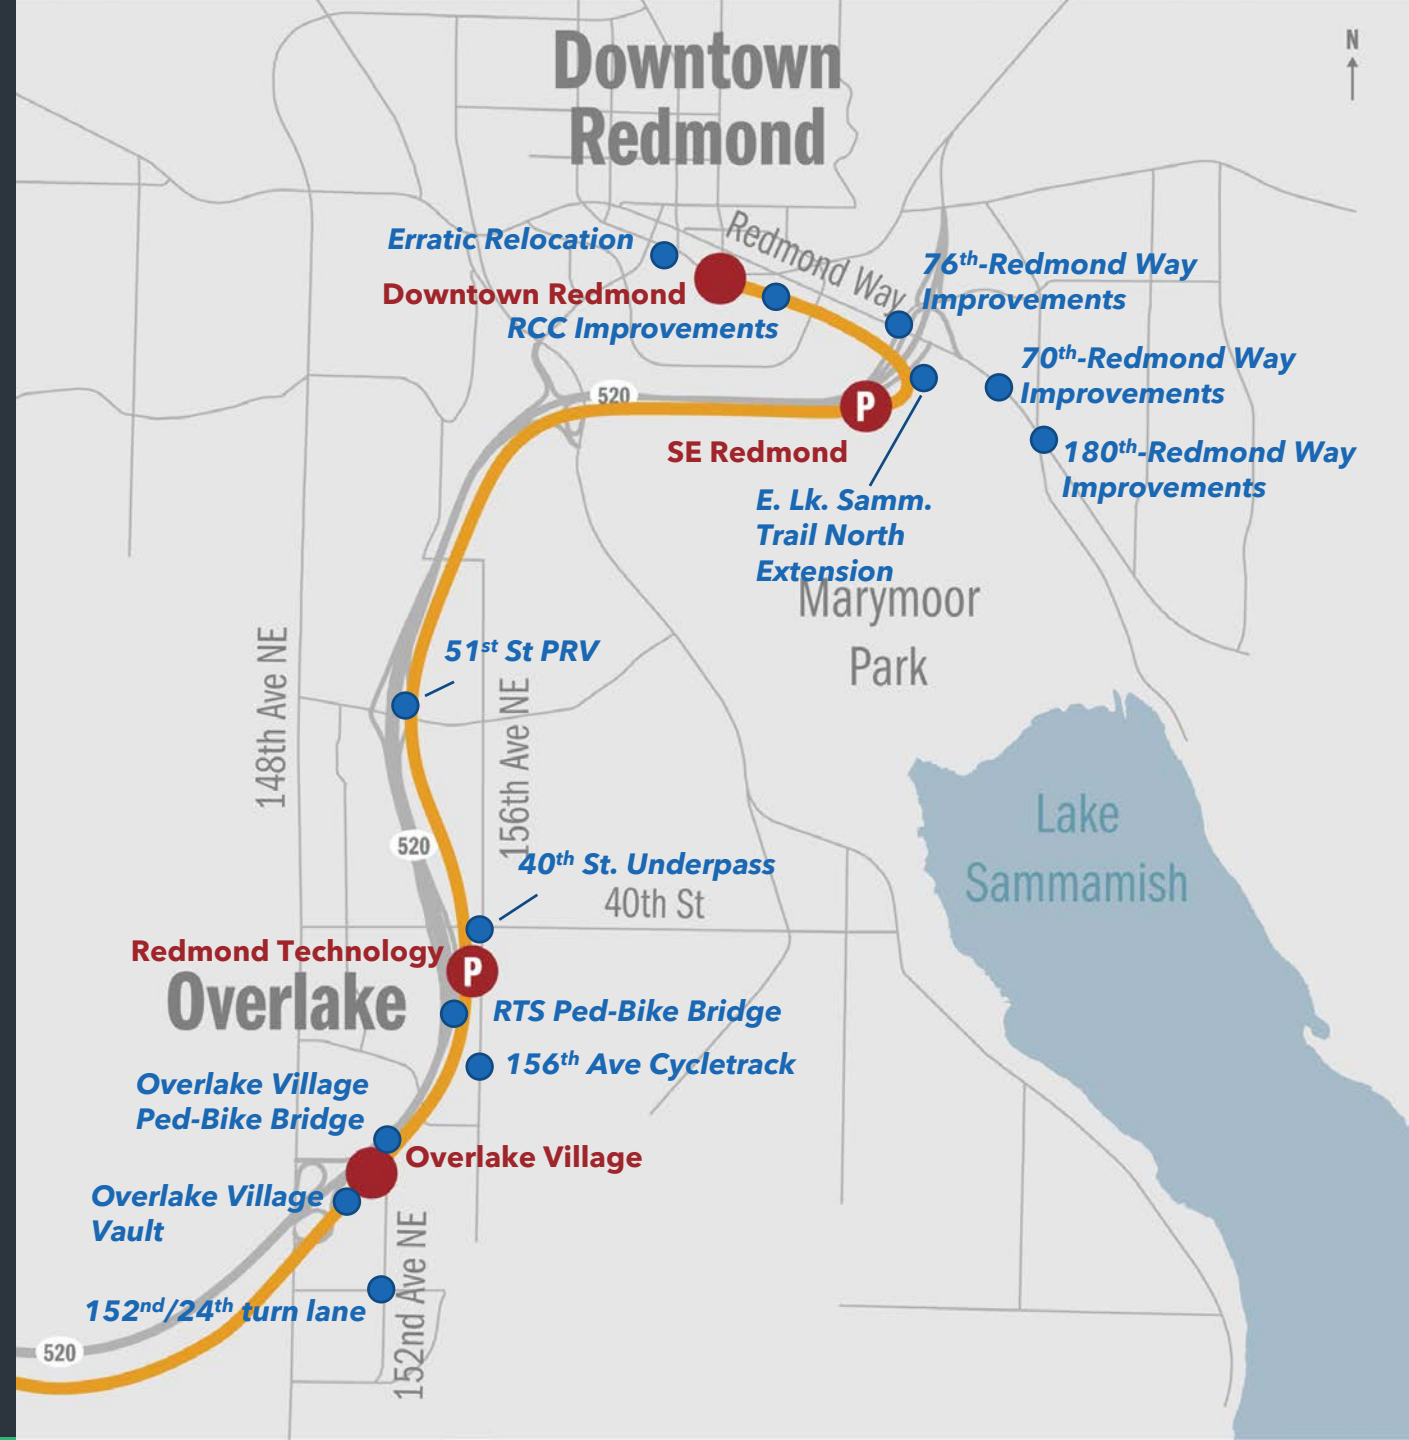 Downtown
Redmond
N
Redmond Way
Erratic Relocation
Downtown Redmond
RCC Improvements
76th-Redmond Way
Improvements
70th-Redmond Way
Improvements
180th-Redmond Way
Improvements
520
P
SE Redmond
E. Lk. Samm.
Trail North
Extension
Marymoor
Park
148th Ave NE
51st St PRV
156th Ave NE
Lake
Sammamish
520
40th St. Underpass
40th St
Redmond Technology
P
Overlake
RTS Ped-Bike Bridge
156th Ave Cycletrack
Overlake Village
Ped-Bike Bridge
Overlake Village
Overlake Village
Vault
152nd Ave NE
152nd/24th turn lane
520